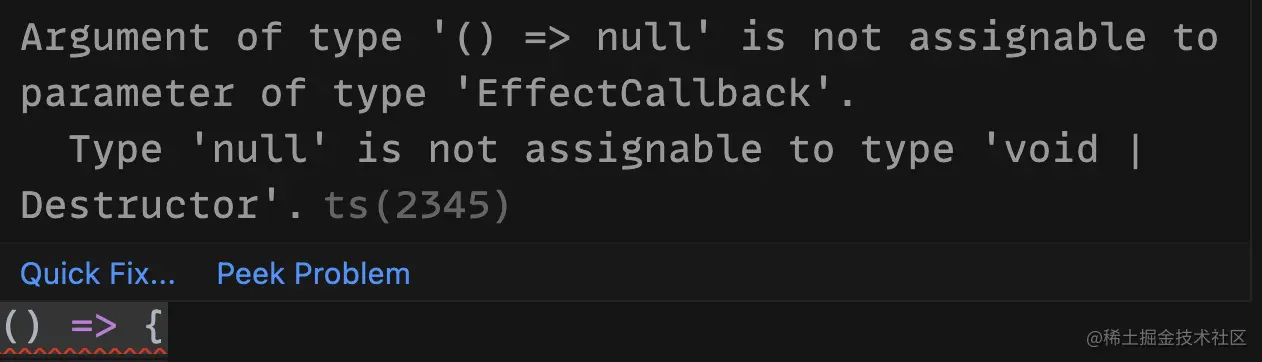 Argument of type '() => null' is not assignable to
parameter of type 'EffectCallback'.
Type 'null' is not assignable to type 'void |
Destructor'. ts(2345)
Quick Fix... Peek Problem
() => {
@稀土掘金技术社区